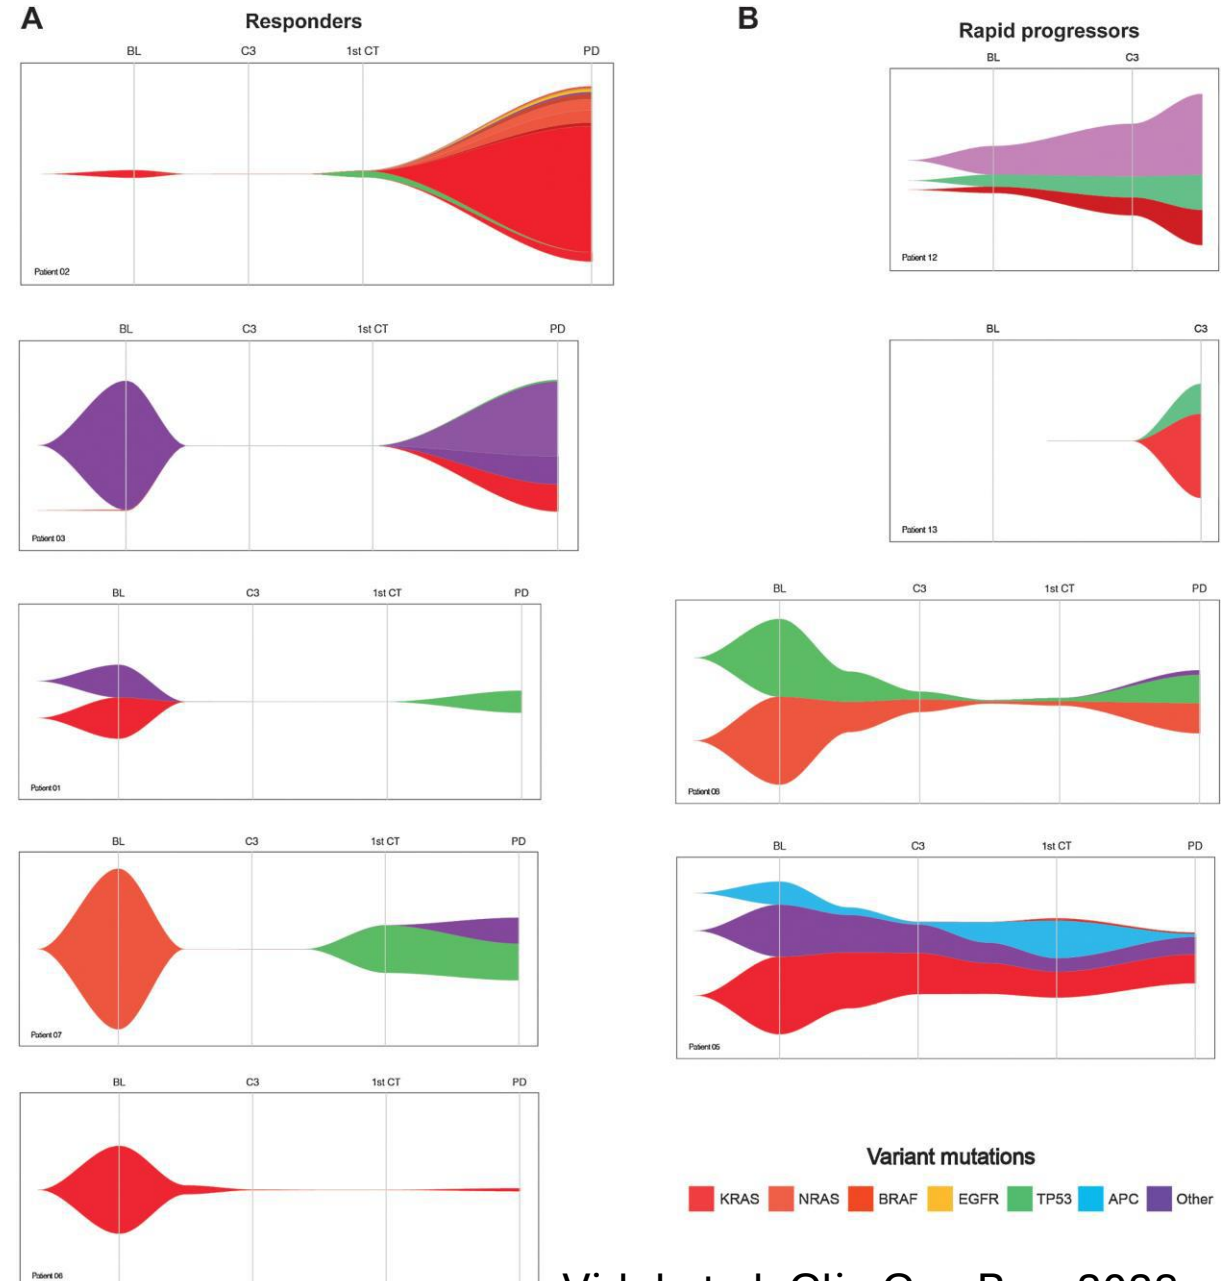 A
Responders
BL C3 1st CT PD
Patient 02
BL C3 1st CT PD
Patient 03
BL C3 1st CT PD
Patient 01
BL C3 1st CT PD
Patient 07
BL C3 1st CT PD
Patient 06
B
Rapid progressors
BL C3
Patient 12
BL C3
Patient 13
BL C3 1st CT PD
Patient
BL C3 1st CT PD
Patient 05
Variant mutations
KRAS NRAS BRAF EGFR TP53 APC Other